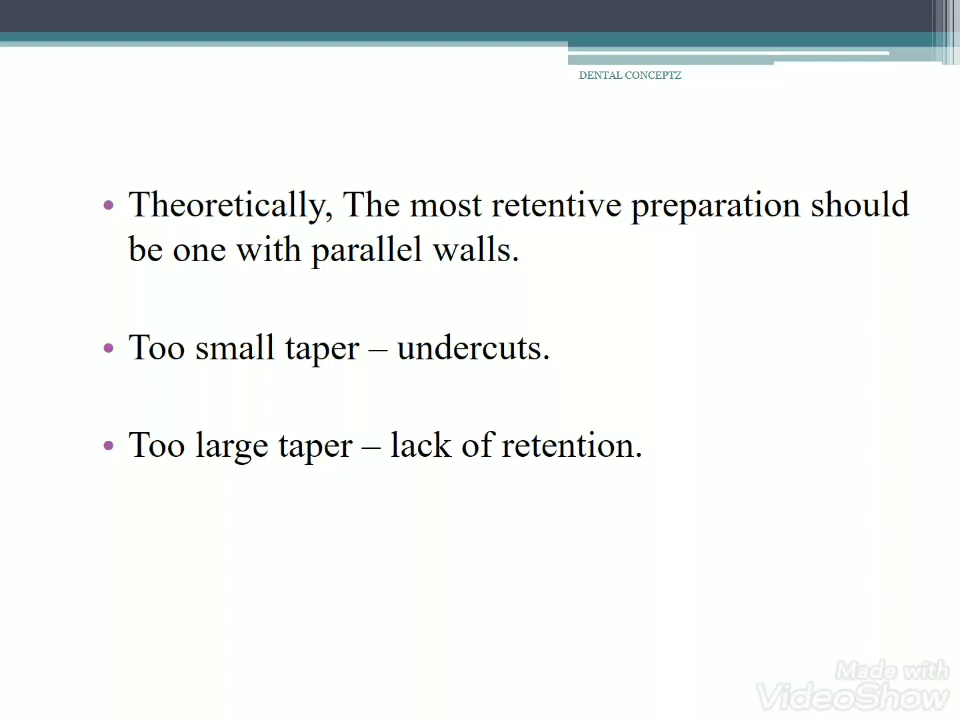 DENTAL CONCEPTZ
• Theoretically, The most retentive preparation should
be one with parallel walls.
• Too small taper – undercuts.
• Too large taper – lack of retention.
Made with
VideoShow